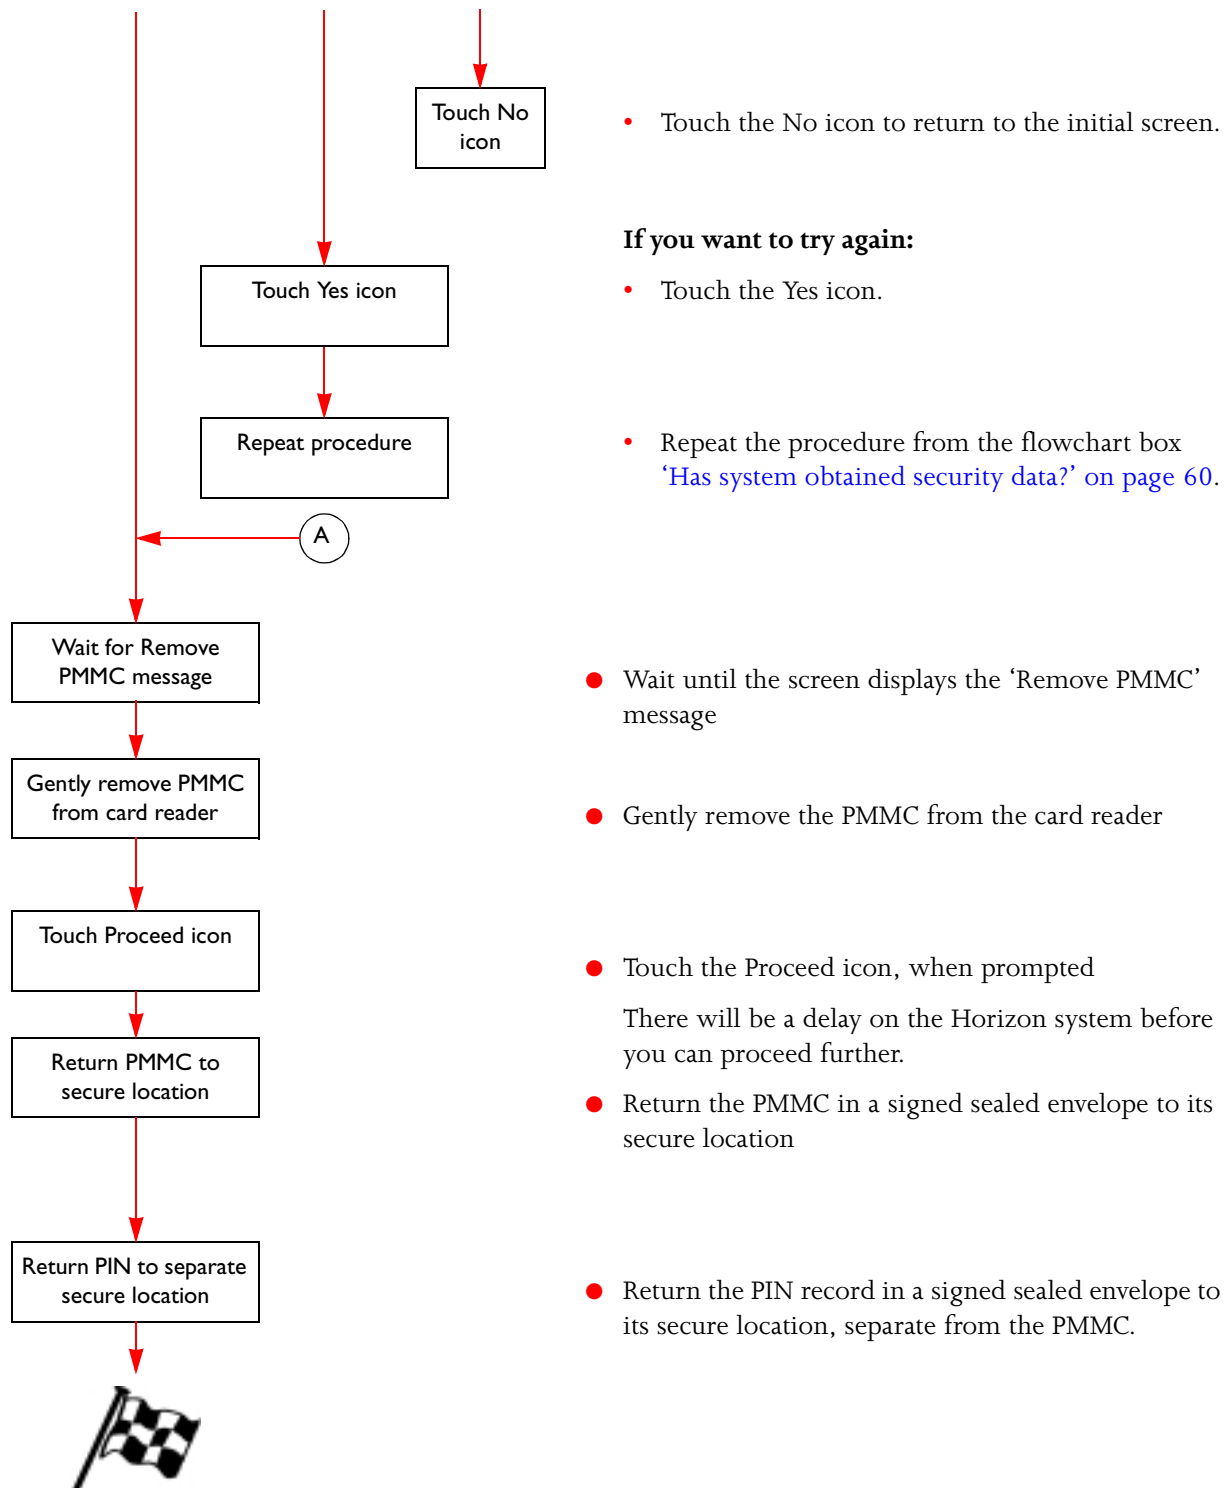 Touch No
icon
• Touch the No icon to return to the initial screen.
If you want to try again:
Touch Yes icon
• Touch the Yes icon.
Repeat procedure
• Repeat the procedure from the flowchart box
‘Has system obtained security data?’ on page 60.
A
Wait for Remove
PMMC message
● Wait until the screen displays the ‘Remove PMMC’
message
Gently remove PMMC
from card reader
● Gently remove the PMMC from the card reader
Touch Proceed icon
● Touch the Proceed icon, when prompted
There will be a delay on the Horizon system before
you can proceed further.
Return PMMC to
secure location
● Return the PMMC in a signed sealed envelope to its
secure location
Return PIN to separate
secure location
● Return the PIN record in a signed sealed envelope to
its secure location, separate from the PMMC.